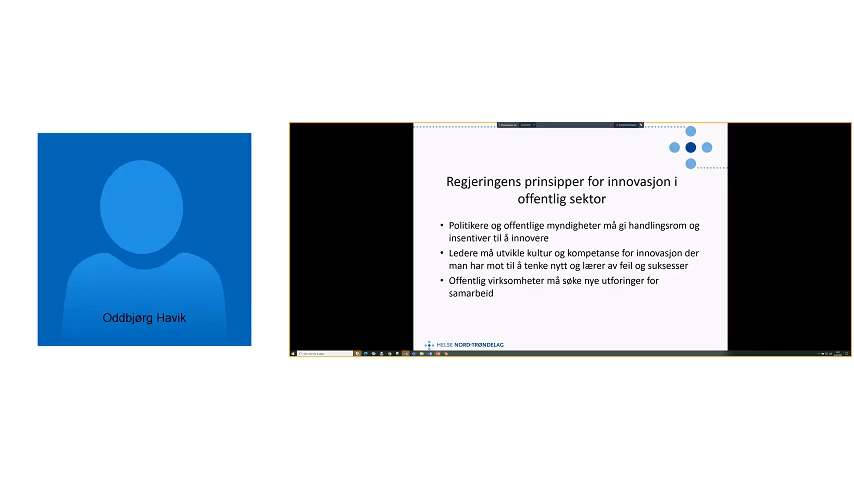 Oddbjørg Havik
Regjeringens prinsipper for innovasjon i
offentlig sektor
• Politikere og offentlige myndigheter må gi handlingsrom og
insentiver til å innovere
• Ledere må utvikle kultur og kompetanse for innovasjon der
man har mot til å tenke nytt og lærer av feil og suksesser
• Offentlig virksomheter må søke nye utforinger for
samarbeid
HELSE NORD-TRØNDELAG